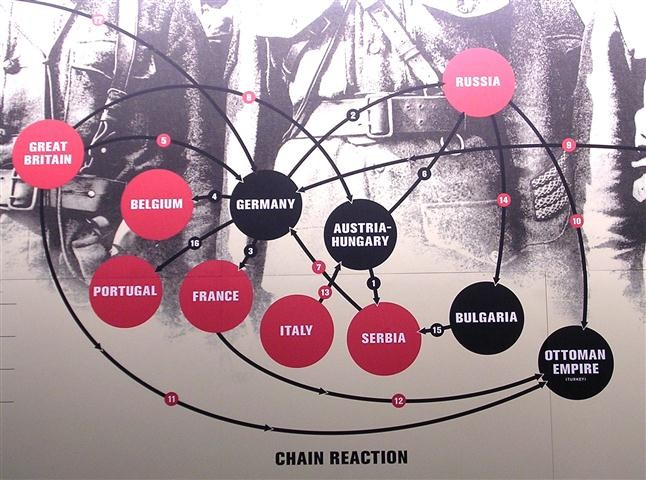 17
8
RUSSIA
2
GREAT
BRITAIN
5
9
6
BELGIUM
4
GERMANY
14
AUSTRIA-
HUNGARY
10
16
3
7
PORTUGAL
FRANCE
13
1
ITALY
SERBIA
15
BULGARIA
OTTOMAN
EMPIRE
(TURKEY)
11
12
CHAIN REACTION